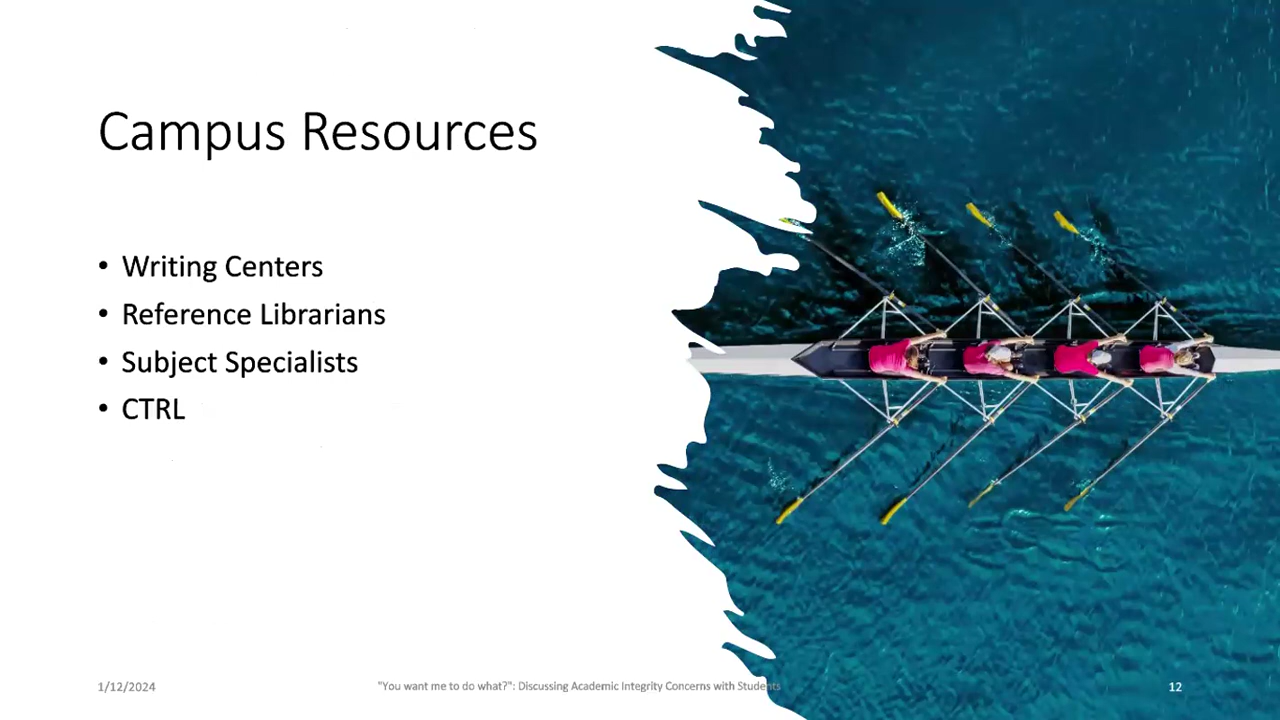 Campus Resources
• Writing Centers
• Reference Librarians
• Subject Specialists
• CTRL
1/12/2024
"You want me to do what?": Discussing Academic Integrity Concerns with Students
12